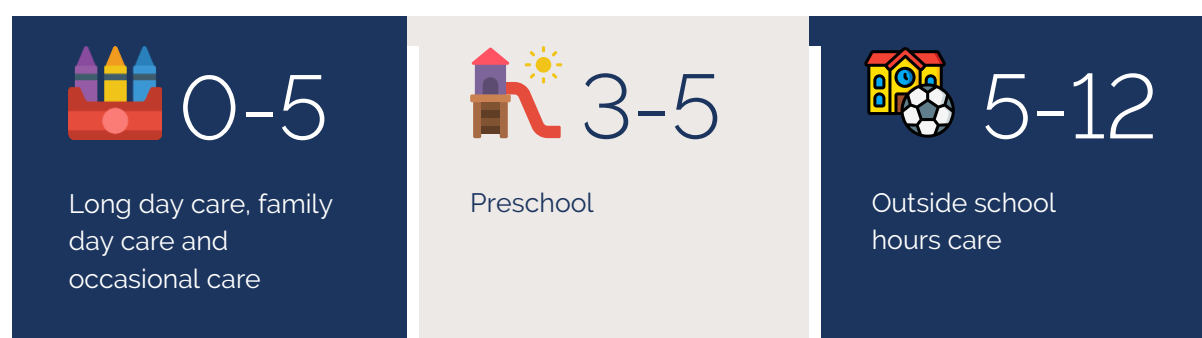 0-5
Long day care, family
day care and
occasional care
3-5
Preschool
5-12
Outside school
hours care